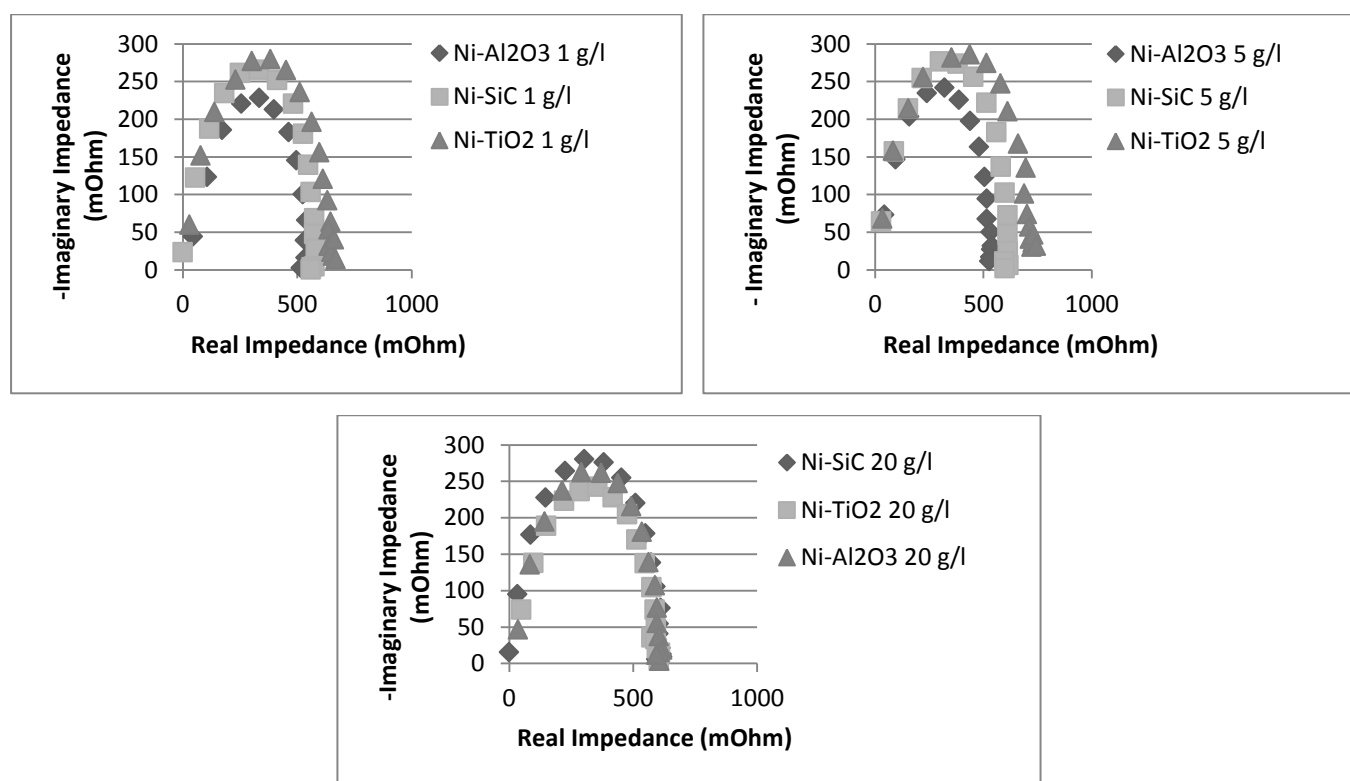 300
250
200
150
100
50
0
-Imaginary Impedance
(mOhm)
0 500 1000
Real Impedance (mOhm)
Ni-Al2O3 1 g/l
Ni-SiC 1 g/l
Ni-TiO2 1 g/l
300
250
200
150
100
50
0
- Imaginary Impedance
(mOhm)
0 500 1000
Real Impedance (mOhm)
Ni-Al2O3 5 g/l
Ni-SiC 5 g/l
Ni-TiO2 5 g/l
300
250
200
150
100
50
0
-Imaginary Impedance
(mOhm)
0 500 1000
Real Impedance (mOhm)
Ni-SiC 20 g/l
Ni-TiO2 20 g/l
Ni-Al2O3 20 g/l